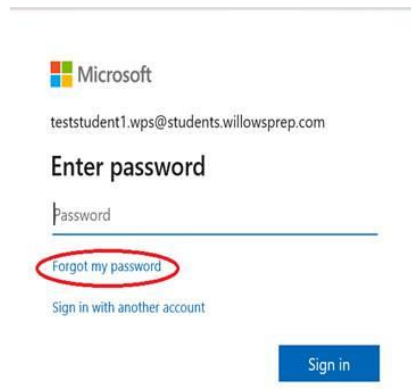 Microsoft
teststudent1.wps@students.willowsprep.com
Enter password
Password
Forgot my password
Sign in with another account
Sign in